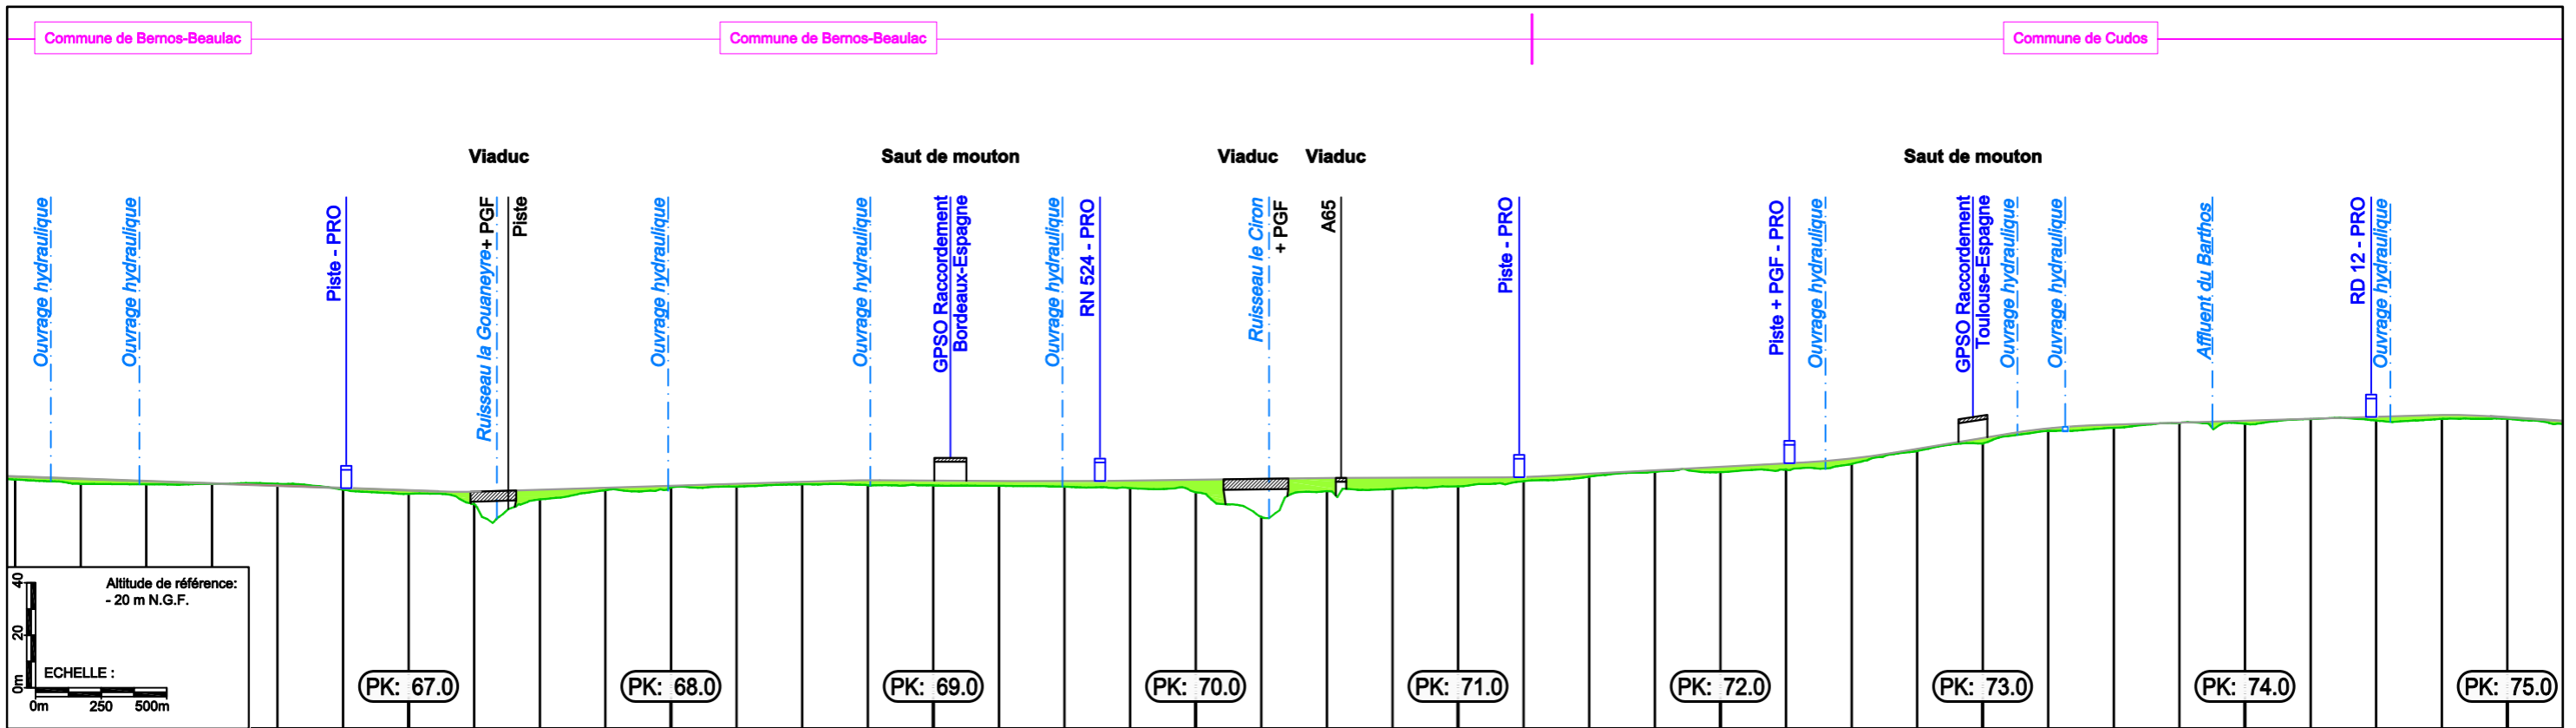 Commune de Bernos-Beaulac
Commune de Bernos-Beaulac
Commune de Cudos
Viaduc
Saut de mouton
Viaduc
Viaduc
Saut de mouton
Ouvrage hydraulique
Ouvrage hydraulique
Piste - PRO
Ruisseau la Gouaneyre+ PGF
Piste
Ouvrage hydraulique
Ouvrage hydraulique
GPSO Raccordement
Bordeaux-Espagne
Ouvrage hydraulique
RN 524 - PRO
Ruisseau le Ciron
+ PGF
A65
Piste - PRO
Piste + PGF - PRO
Ouvrage hydraulique
GPSO Raccordement
Toulouse-Espagne
Ouvrage hydraulique
Ouvrage hydraulique
Affluent du Barthos
RD 12 - PRO
Ouvrage hydraulique
Altitude de référence:
- 20 m N.G.F.
40
20
0m
ECHELLE :
0m 250 500m
PK: 67.0
PK: 68.0
PK: 69.0
PK: 70.0
PK: 71.0
PK: 72.0
PK: 73.0
PK: 74.0
PK: 75.0